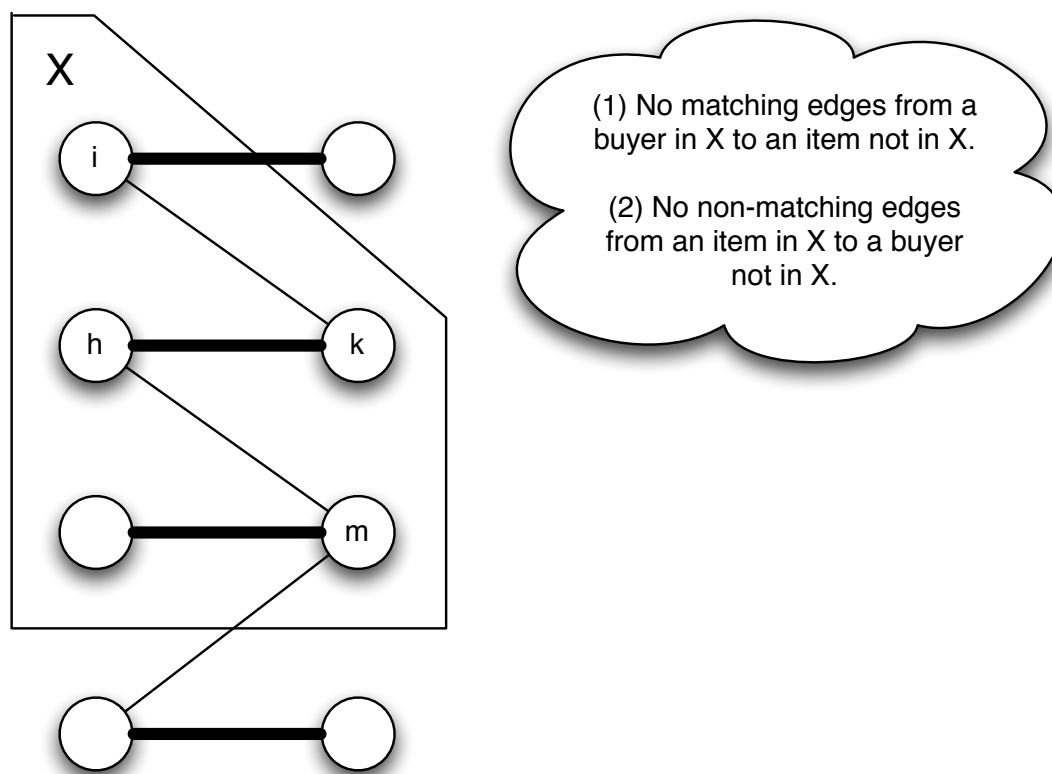 X
(1) No matching edges from a
buyer in X to an item not in X.
(2) No non-matching edges
from an item in X to a buyer
not in X.
i
h
k
m